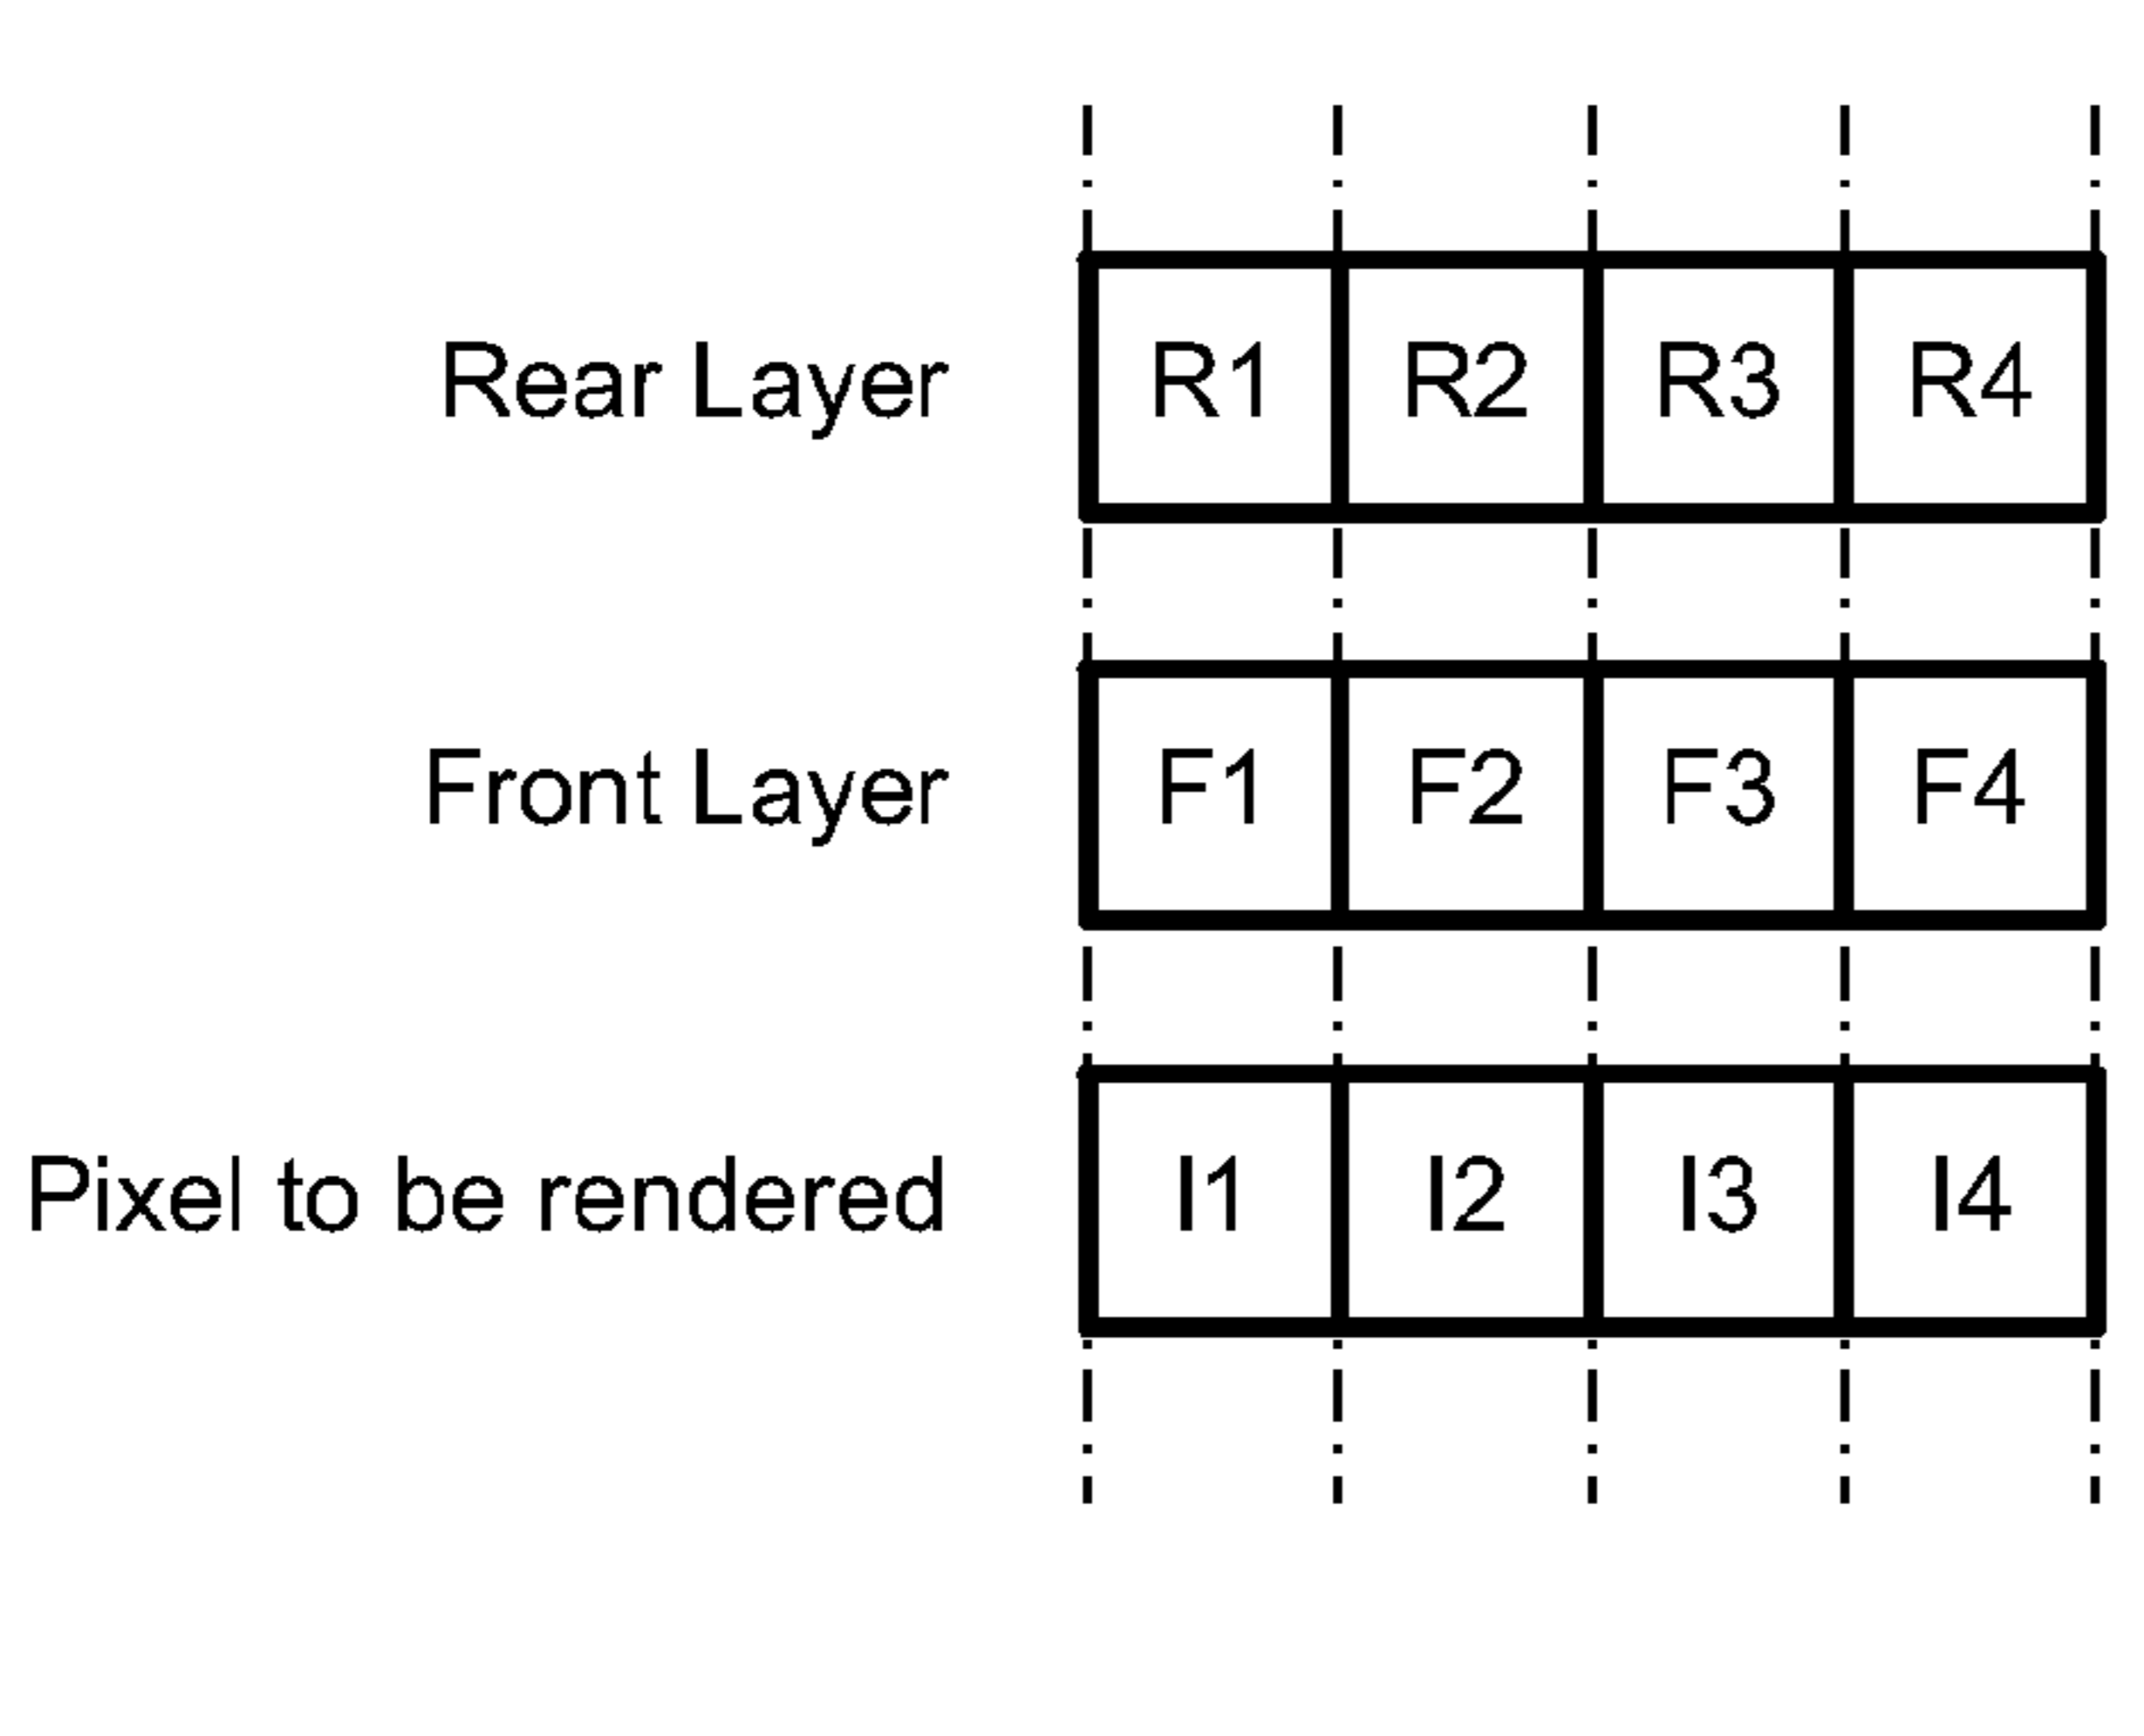 Rear Layer R1 R2 R3 R4
Front Layer F1 F2 F3 F4
Pixel to be rendered I1 I2 I3 I4